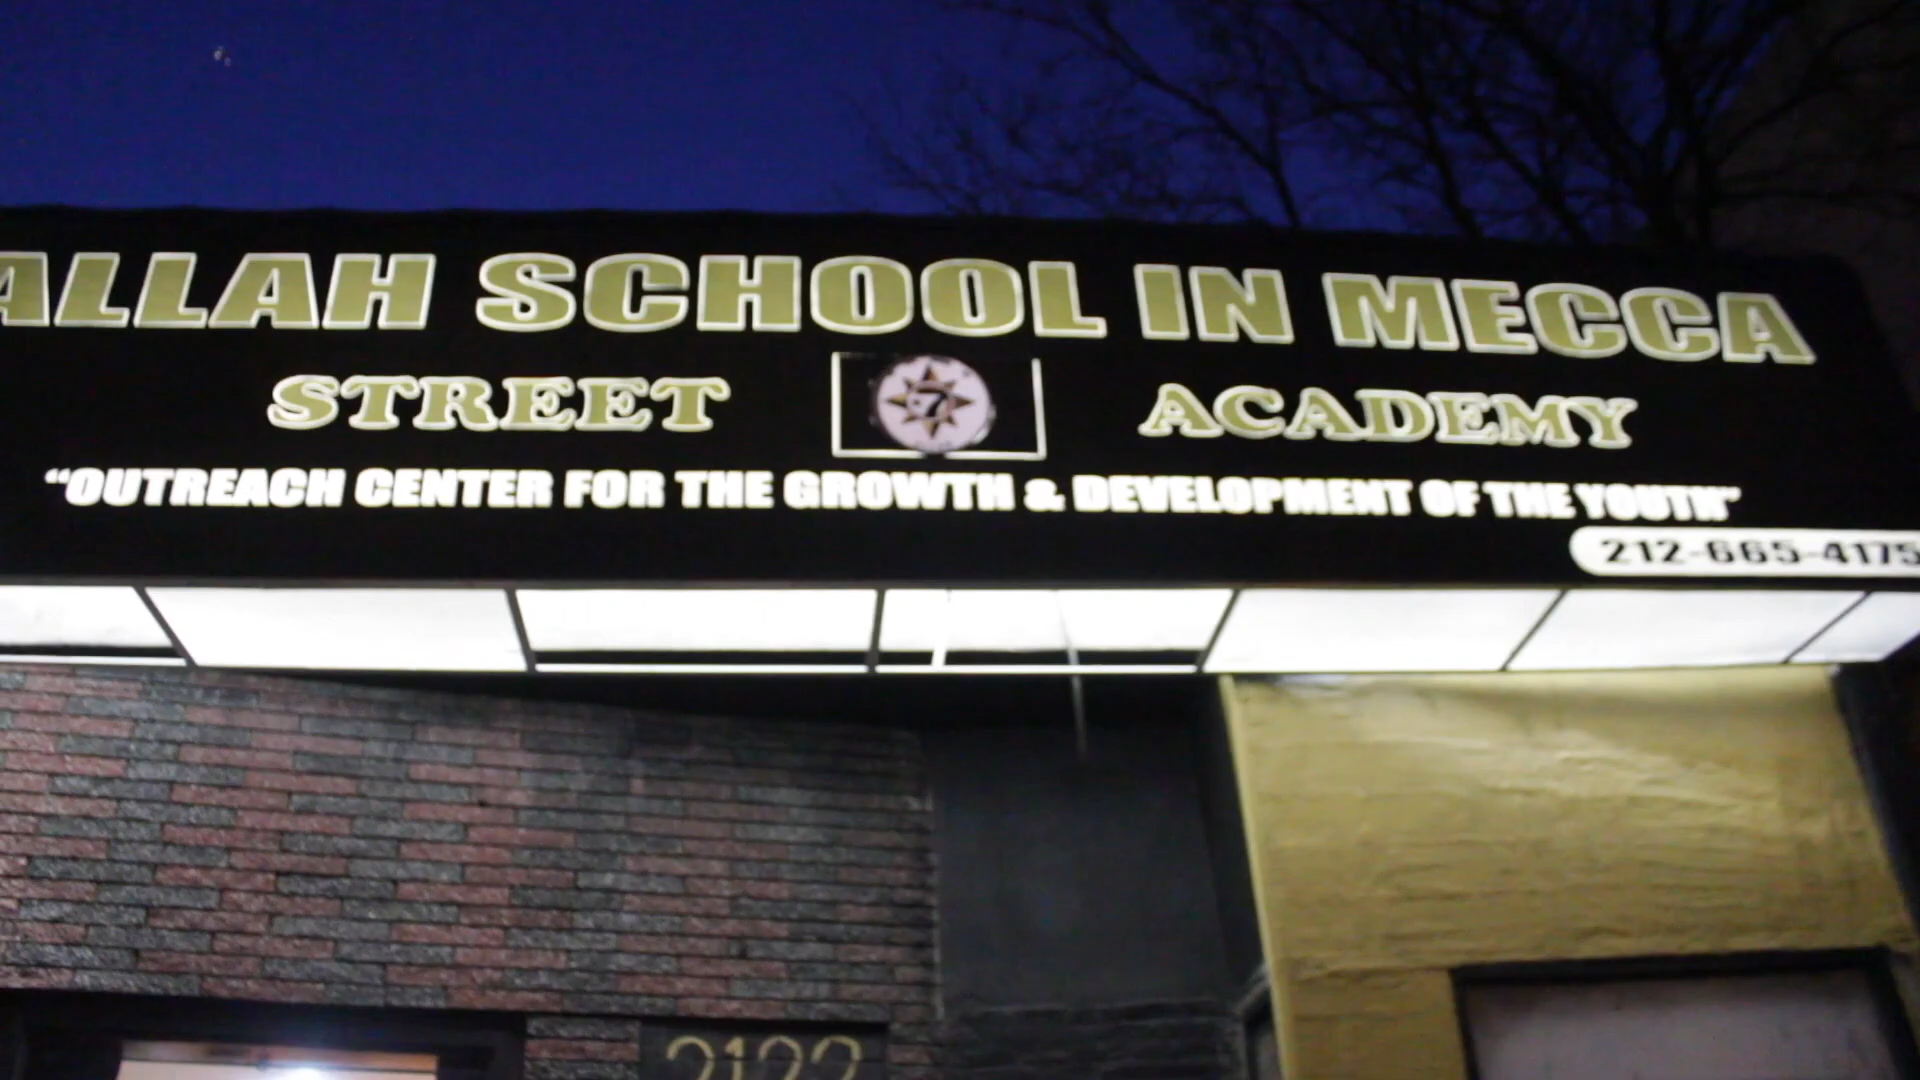 ALLAH SCHOOL IN MECCA
STREET 7 ACADEMY
“OUTREACH CENTER FOR THE GROWTH & DEVELOPMENT OF THE YOUTH”
212-665-4175
2122